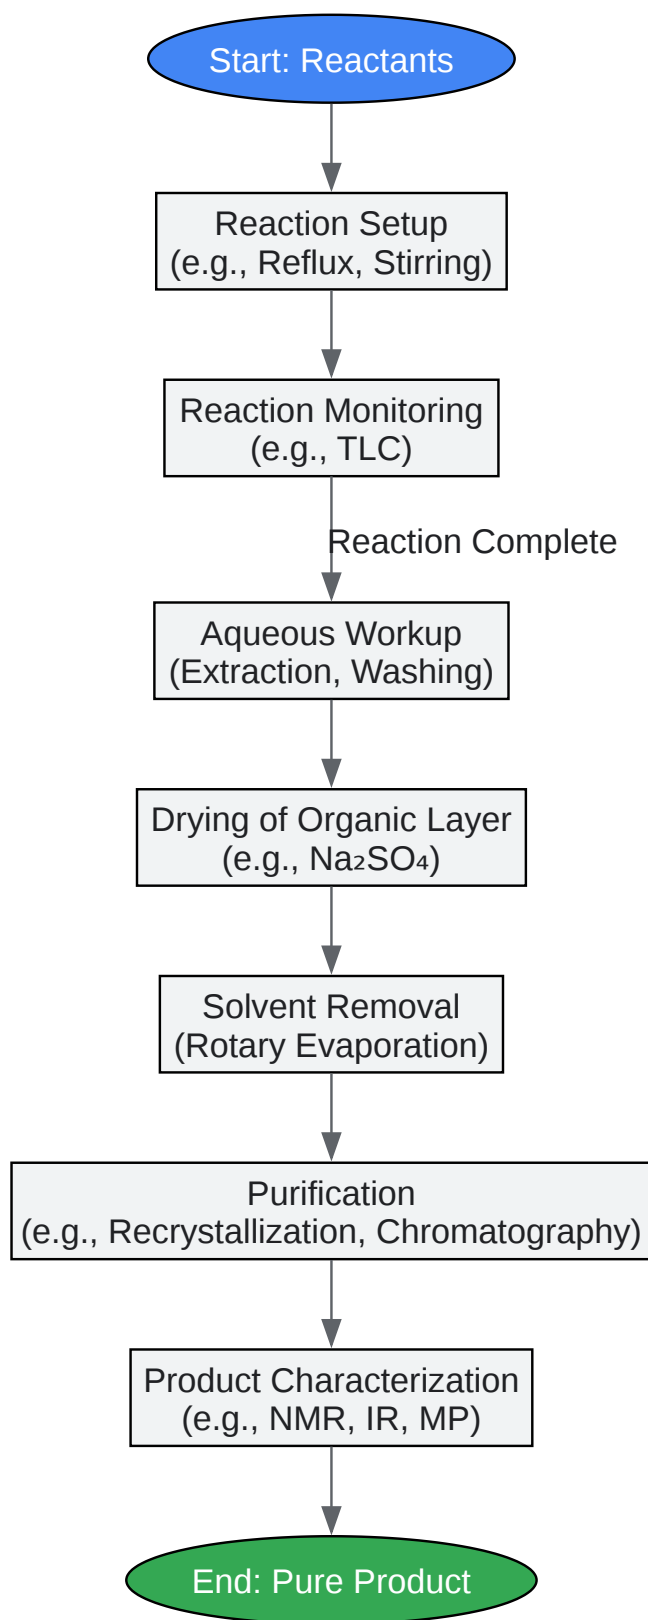 Start: Reactants
Reaction Setup
(e.g., Reflux, Stirring)
Reaction Monitoring
(e.g., TLC)
Reaction Complete
Aqueous Workup
(Extraction, Washing)
Drying of Organic Layer
(e.g., Na₂SO₄)
Solvent Removal
(Rotary Evaporation)
Purification
(e.g., Recrystallization, Chromatography)
Product Characterization
(e.g., NMR, IR, MP)
End: Pure Product